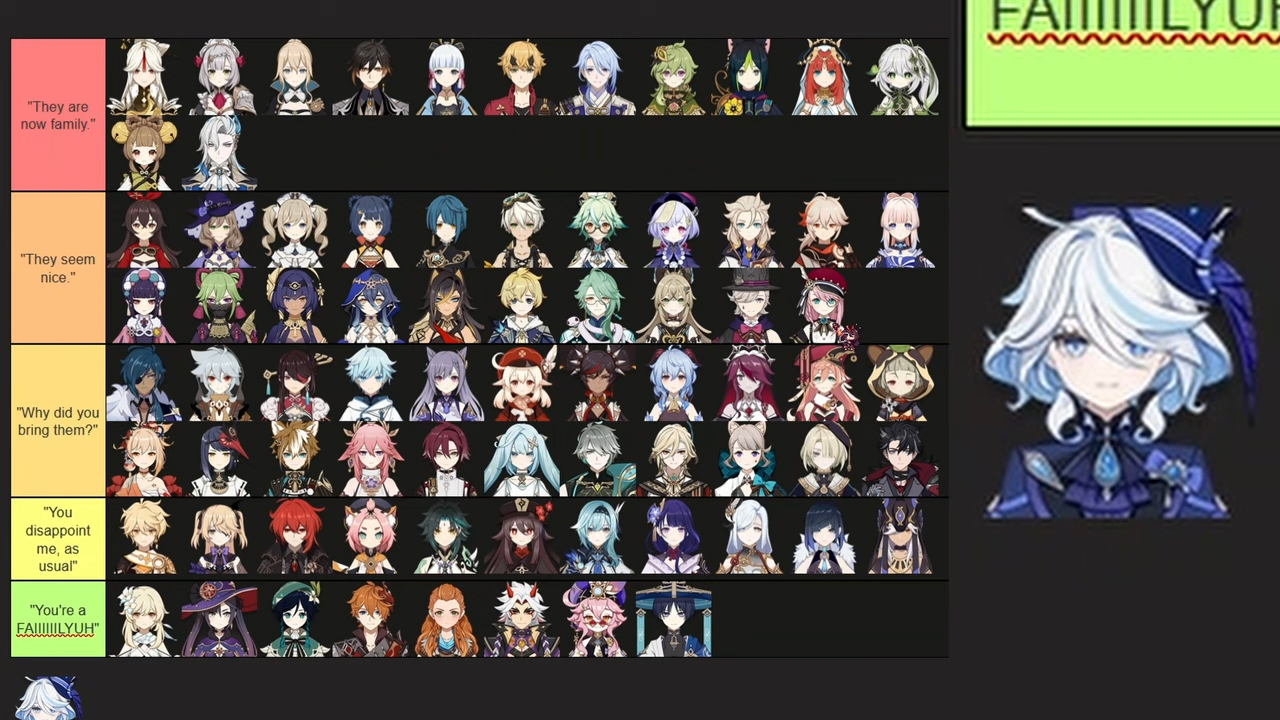 FAIIIIIILYUH
"They are
now family."
"They seem
nice."
"Why did you
bring them?"
"You
disappoint
me, as
usual"
"You're a
FAIIIIIILYUH"